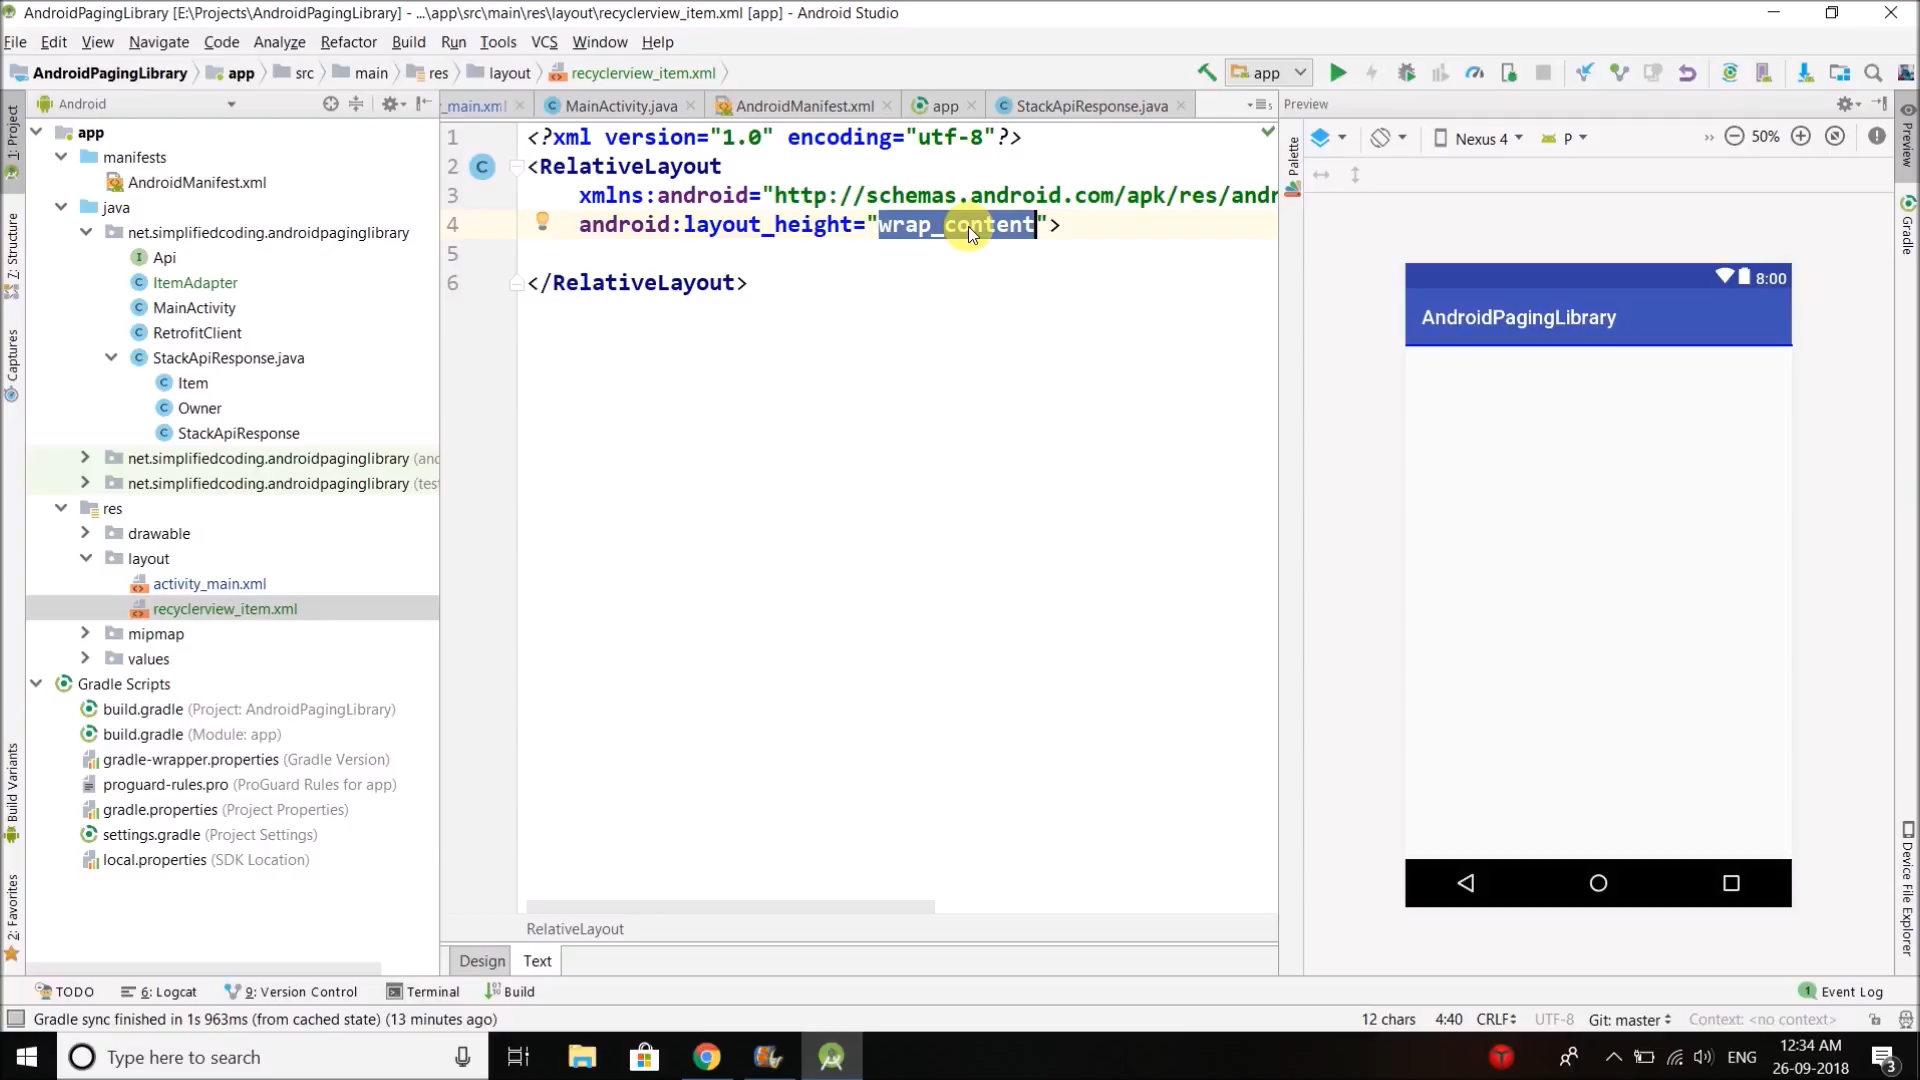 AndroidPagingLibrary [E:\Projects\AndroidPagingLibrary] - ...\app\src\main\res\layout\recyclerview_item.xml [app] - Android Studio
File Edit View Navigate Code Analyze Refactor Build Run Tools VCS Window Help
AndroidPagingLibrary app src main res layout recyclerview_item.xml app
Android
_main.xml MainActivity.java AndroidManifest.xml app StackApiResponse.java
Preview
1: Project
7: Structure
Captures
Build Variants
2: Favorites
app
manifests
AndroidManifest.xml
java
net.simplifiedcoding.androidpaginglibrary
Api
ItemAdapter
MainActivity
RetrofitClient
StackApiResponse.java
Item
Owner
StackApiResponse
net.simplifiedcoding.androidpaginglibrary (and
net.simplifiedcoding.androidpaginglibrary (tes
res
drawable
layout
activity_main.xml
recyclerview_item.xml
mipmap
values
Gradle Scripts
build.gradle (Project: AndroidPagingLibrary)
build.gradle (Module: app)
gradle-wrapper.properties (Gradle Version)
proguard-rules.pro (ProGuard Rules for app)
gradle.properties (Project Properties)
settings.gradle (Project Settings)
local.properties (SDK Location)
1 <?xml version="1.0" encoding="utf-8"?>
2 <RelativeLayout
3 xmlns:android="http://schemas.android.com/apk/res/andr
4 android:layout_height="wrap_content">
5
6 </RelativeLayout>
RelativeLayout
Design Text
Palette
Nexus 4 P 50%
8:00
AndroidPagingLibrary
Preview
Gradle
Device File Explorer
TODO 6: Logcat 9: Version Control Terminal Build Event Log
Gradle sync finished in 1s 963ms (from cached state) (13 minutes ago) 12 chars 4:40 CRLF UTF-8 Git: master Context: <no context>
Type here to search
ENG
12:34 AM
26-09-2018
3